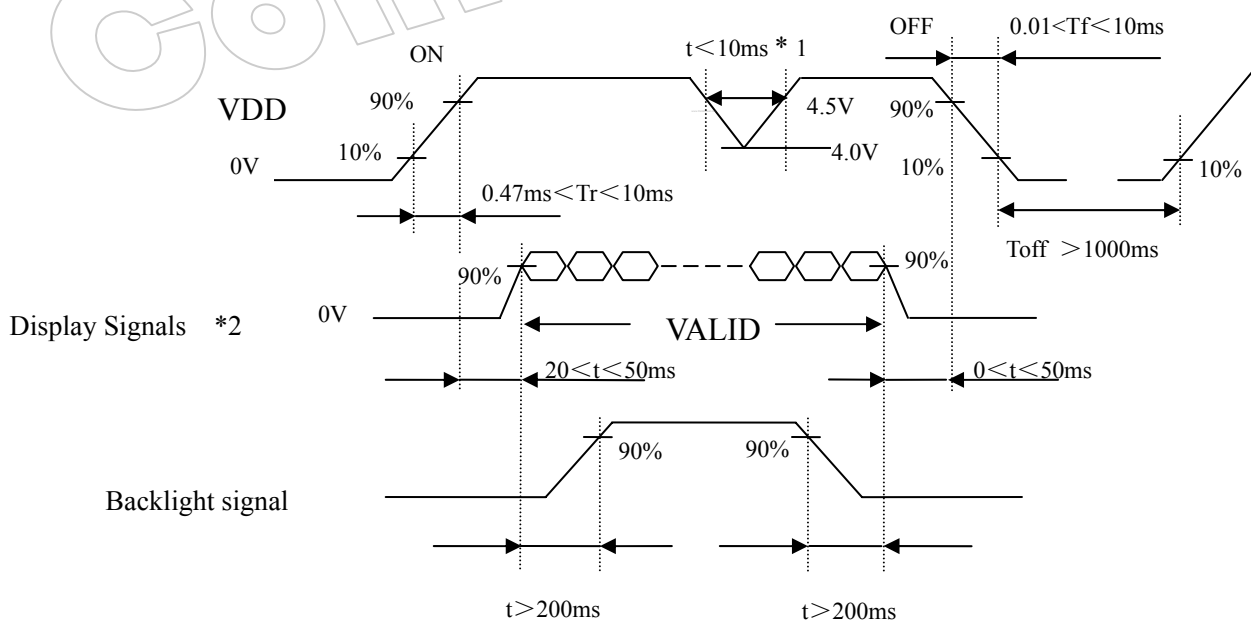 Con
ON
t<10ms * 1
OFF
0.01<Tf<10ms
VDD
90%
4.5V
90%
0V
10%
4.0V
10%
10%
0.47ms<Tr<10ms
Toff >1000ms
90%
90%
Display Signals *2
0V
VALID
20<t<50ms
0<t<50ms
90%
90%
Backlight signal
t>200ms
t>200ms